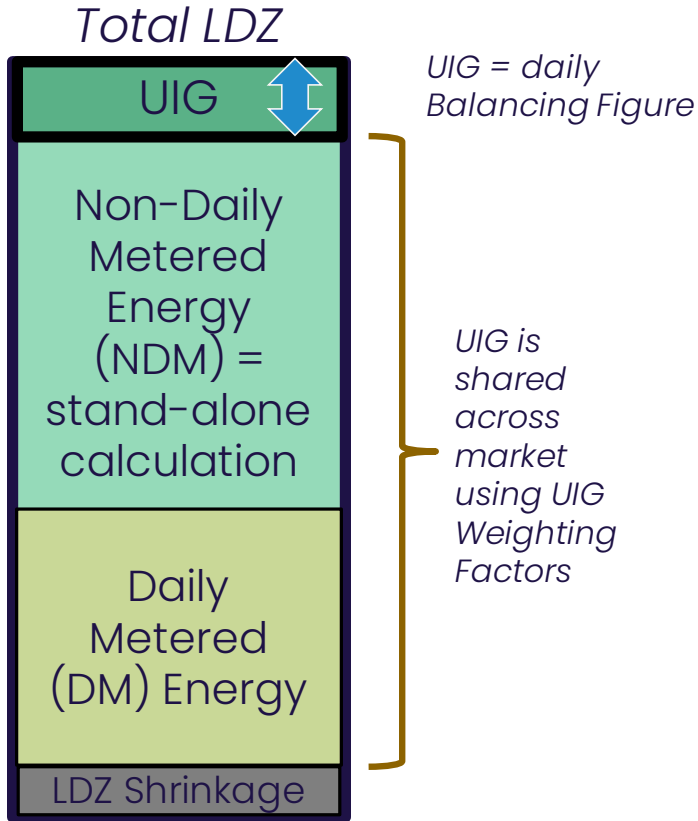 Total LDZ
UIG
UIG = daily
Balancing Figure
Non-Daily
Metered
Energy
(NDM) =
stand-alone
calculation
UIG is
shared
across
market
using UIG
Weighting
Factors
Daily
Metered
(DM) Energy
LDZ Shrinkage